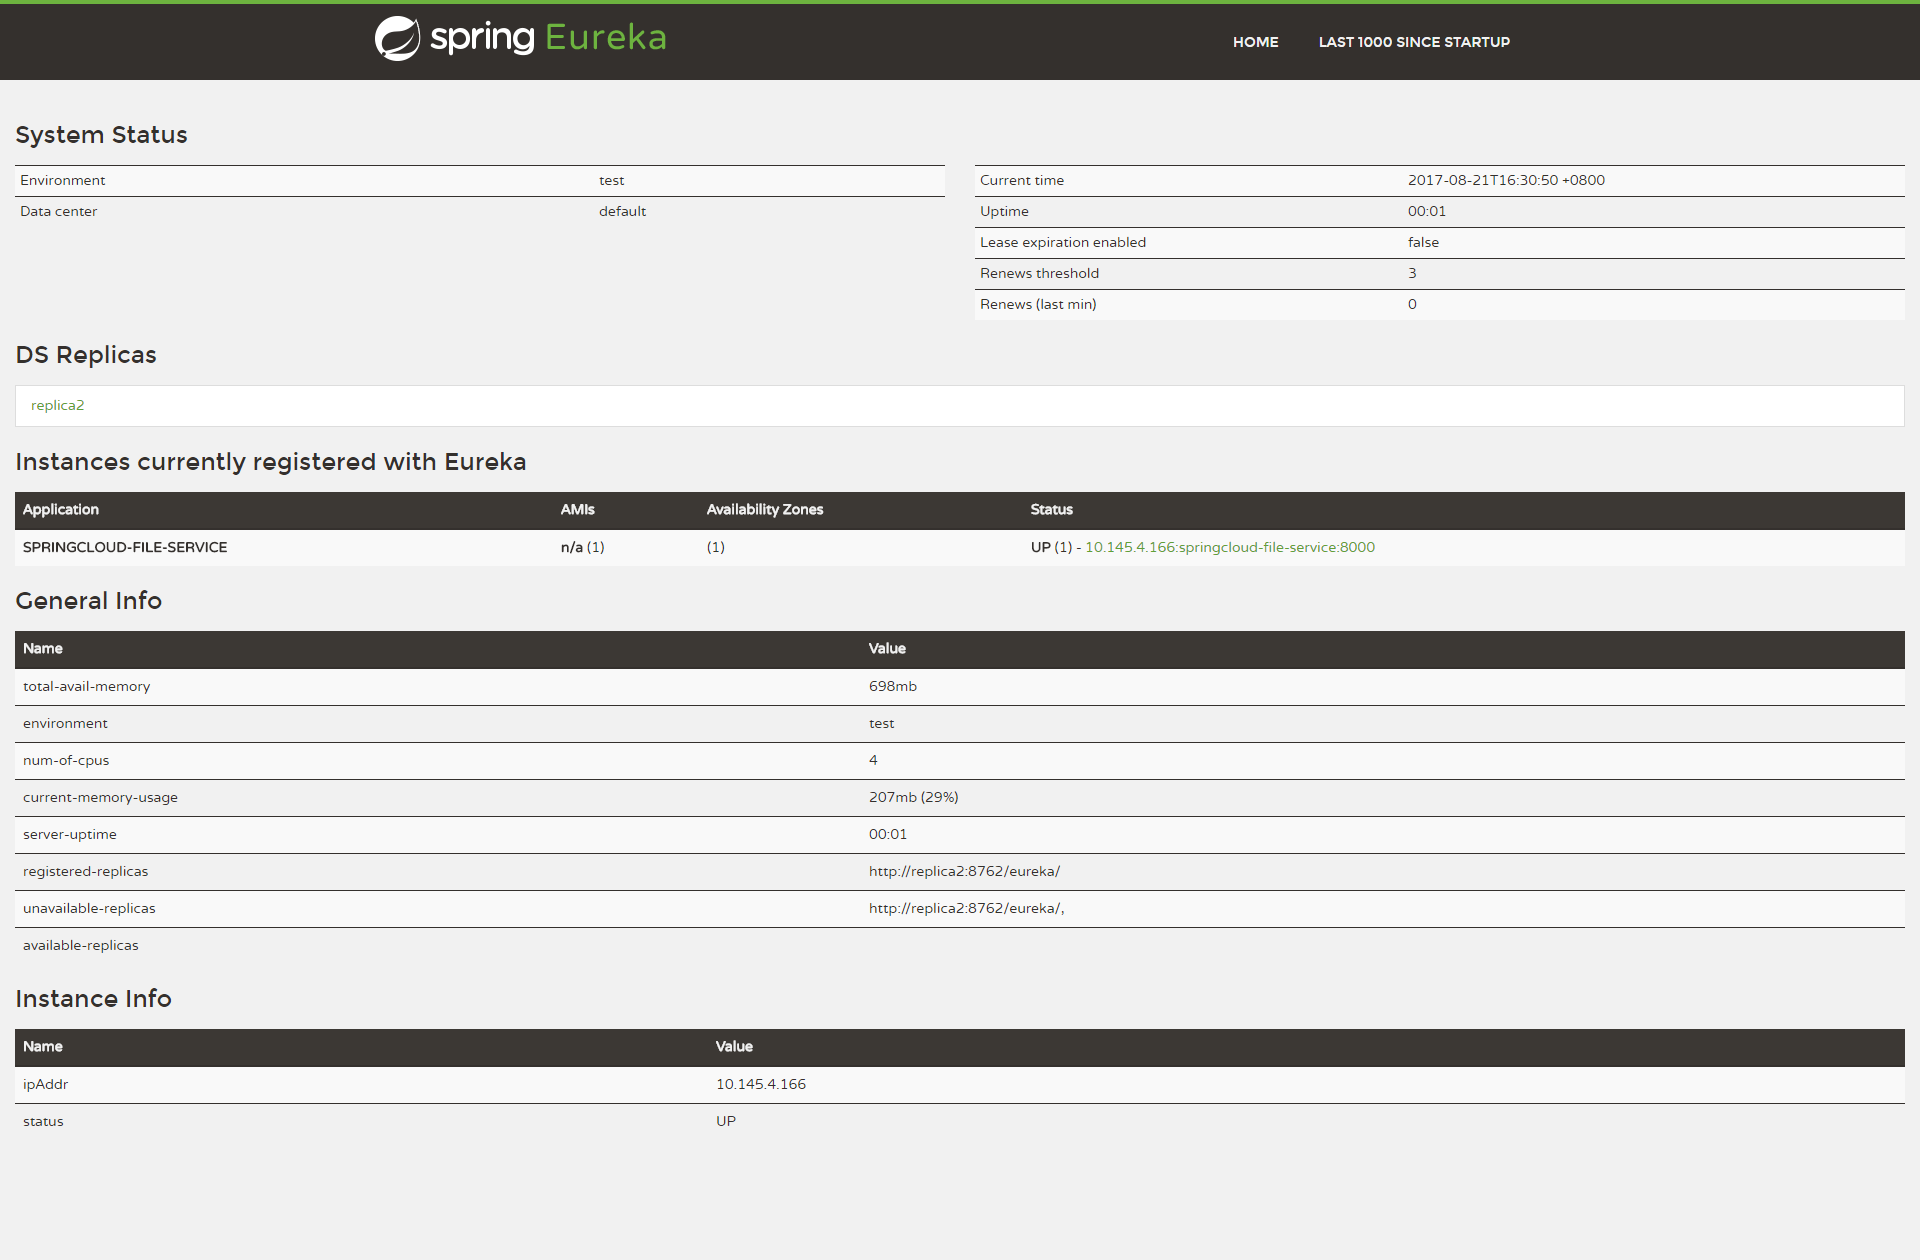 spring Eureka
HOME LAST 1000 SINCE STARTUP
System Status
Environment test
Data center default
Current time 2017-08-21T16:30:50 +0800
Uptime 00:01
Lease expiration enabled false
Renews threshold 3
Renews (last min) 0
DS Replicas
replica2
Instances currently registered with Eureka
Application AMIs Availability Zones Status
SPRINGCLOUD-FILE-SERVICE n/a (1) (1) UP (1) - 10.145.4.166:springcloud-file-service:8000
General Info
Name Value
total-avail-memory 698mb
environment test
num-of-cpus 4
current-memory-usage 207mb (29%)
server-uptime 00:01
registered-replicas http://replica2:8762/eureka/
unavailable-replicas http://replica2:8762/eureka/,
available-replicas
Instance Info
Name Value
ipAddr 10.145.4.166
status UP